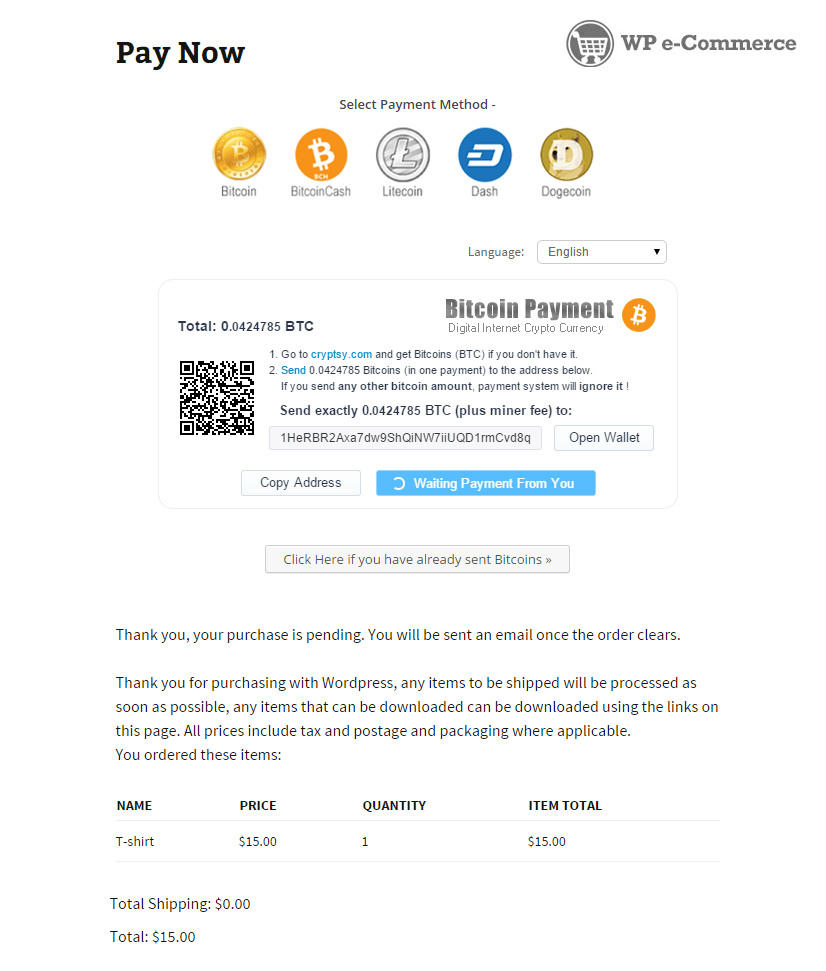 Pay Now
WP e-Commerce
Select Payment Method -
Bitcoin
BCH
BitcoinCash
Litecoin
Dash
Dogecoin
Language: English
Bitcoin Payment
Digital Internet Crypto Currency
Total: 0.0424785 BTC
1. Go to cryptsy.com and get Bitcoins (BTC) if you don't have it.
2. Send 0.0424785 Bitcoins (in one payment) to the address below.
If you send any other bitcoin amount, payment system will ignore it !
Send exactly 0.0424785 BTC (plus miner fee) to:
1HeRBR2Axa7dw9ShQiNW7iiUQD1rmCvd8q
Open Wallet
Copy Address
Waiting Payment From You
Click Here if you have already sent Bitcoins »
Thank you, your purchase is pending. You will be sent an email once the order clears.
Thank you for purchasing with Wordpress, any items to be shipped will be processed as
soon as possible, any items that can be downloaded can be downloaded using the links on
this page. All prices include tax and postage and packaging where applicable.
You ordered these items:
NAME PRICE QUANTITY ITEM TOTAL
T-shirt $15.00 1 $15.00
Total Shipping: $0.00
Total: $15.00